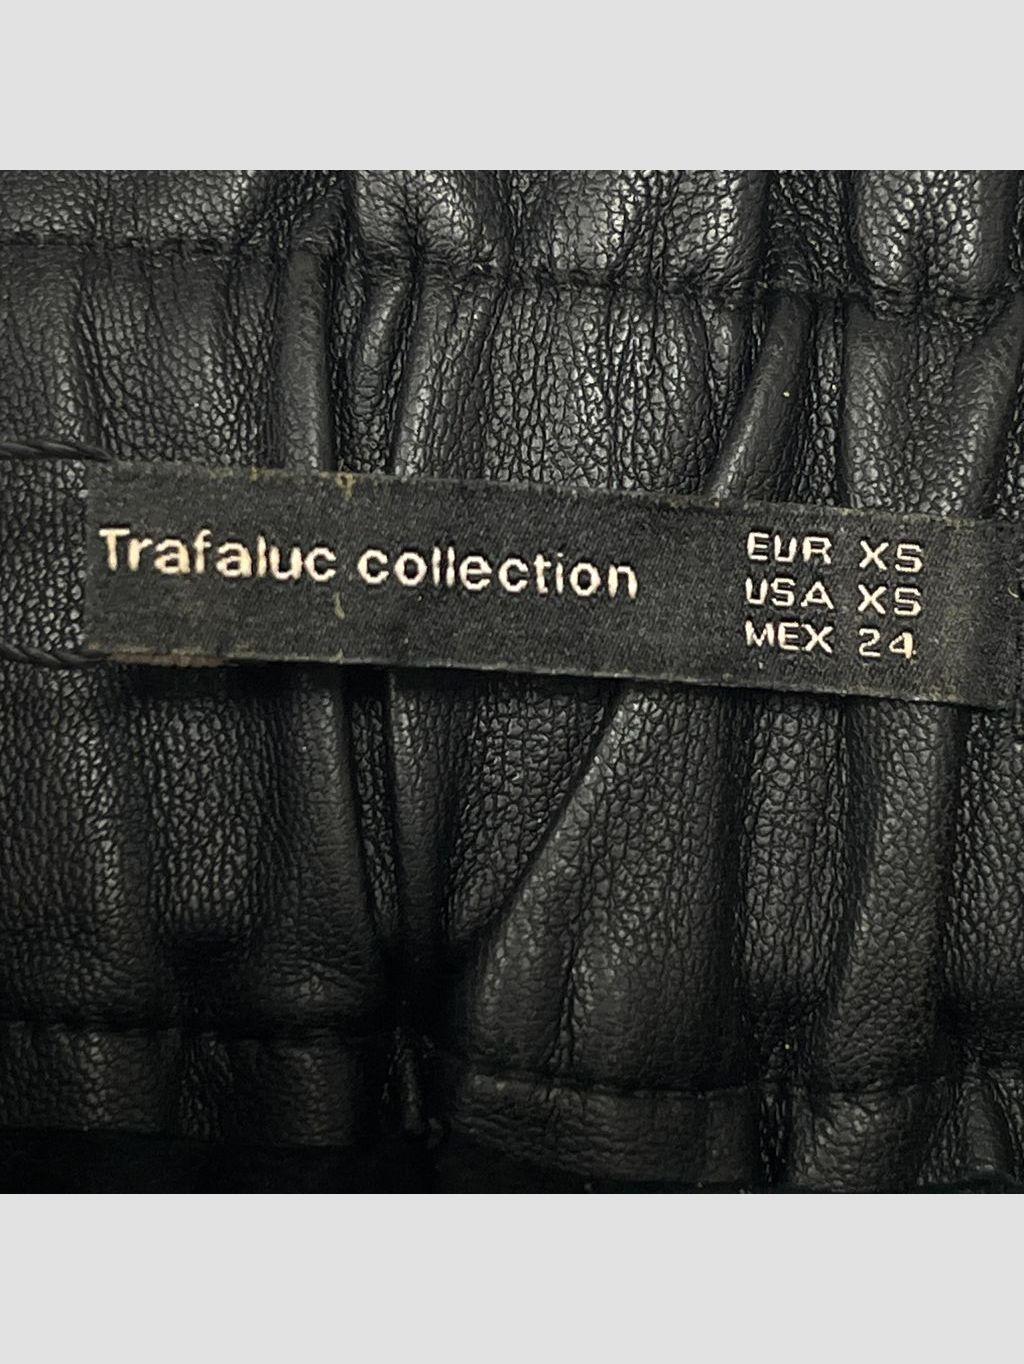 Trafaluc collection
EUR XS
USA XS
MEX 24